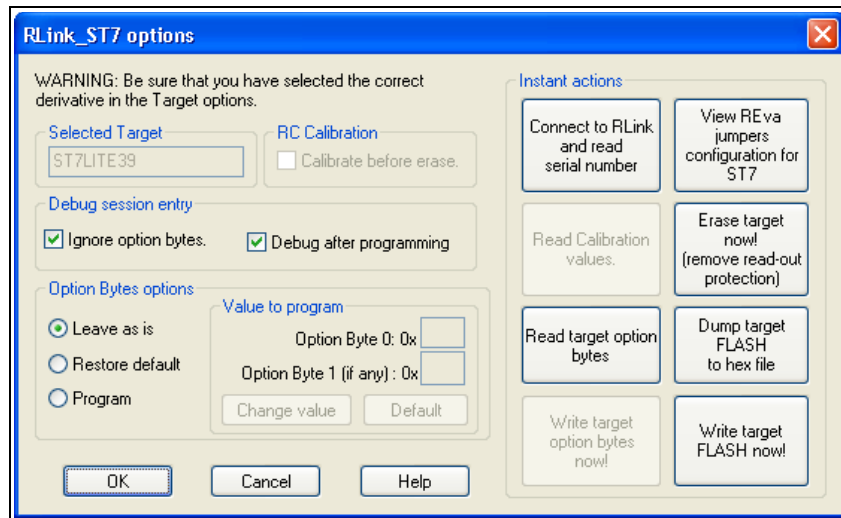 RLink_ST7 options
WARNING: Be sure that you have selected the correct
derivative in the Target options.
Selected Target
ST7LITE39
RC Calibration
Calibrate before erase.
Debug session entry
Ignore option bytes.
Debug after programming
Option Bytes options
Leave as is
Restore default
Program
Value to program
Option Byte 0: 0x
Option Byte 1 (if any) : 0x
Change value
Default
OK
Cancel
Help
Instant actions
Connect to RLink
and read
serial number
View REva
jumpers
configuration for
ST7
Read Calibration
values.
Erase target
now!
(remove read-out
protection)
Read target option
bytes
Dump target
FLASH
to hex file
Write target
option bytes
now!
Write target
FLASH now!